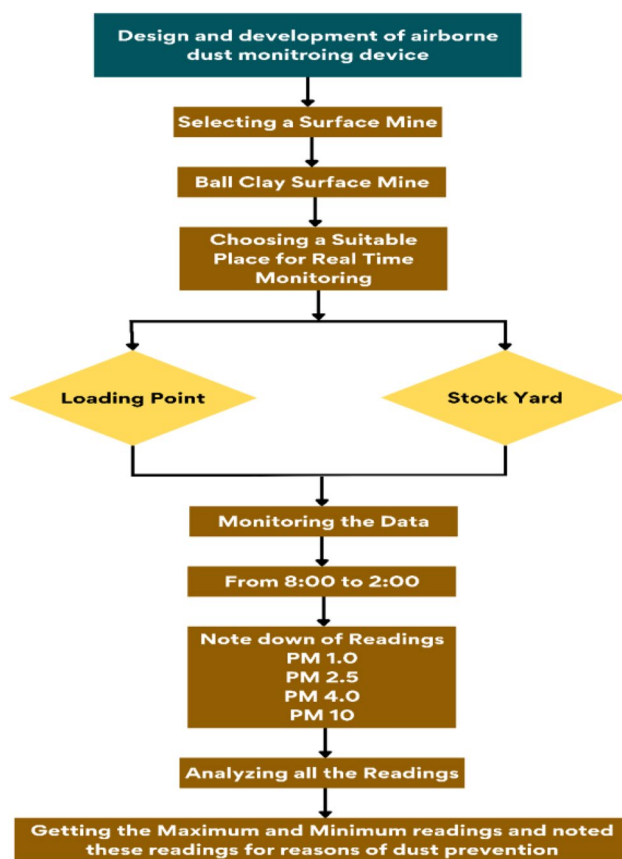 Design and development of airborne
dust monitroing device
Selecting a Surface Mine
Ball Clay Surface Mine
Choosing a Suitable
Place for Real Time
Monitoring
Loading Point
Stock Yard
Monitoring the Data
From 8:00 to 2:00
Note down of Readings
PM 1.0
PM 2.5
PM 4.0
PM 10
Analyzing all the Readings
Getting the Maximum and Minimum readings and noted
these readings for reasons of dust prevention